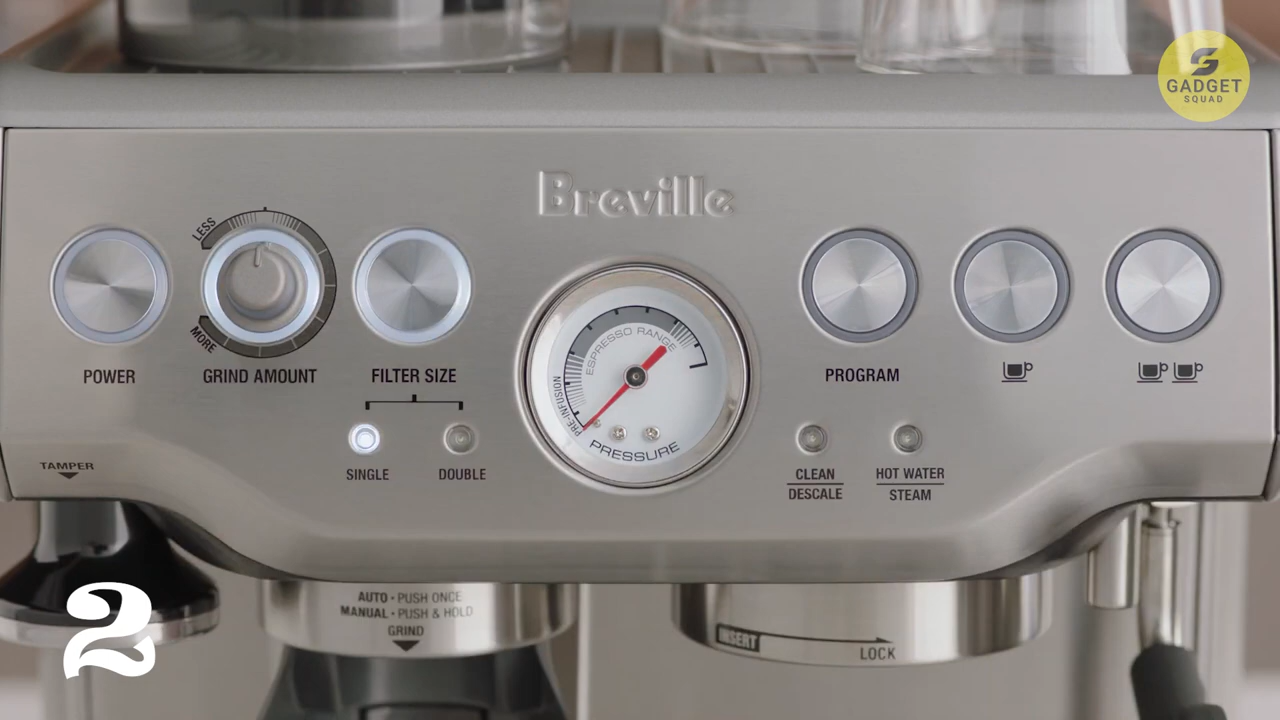 GADGET
SQUAD
Breville
LESS
MORE
POWER
GRIND AMOUNT
FILTER SIZE
SINGLE
DOUBLE
TAMPER
ESPRESSO RANGE
PRE-INFUSION
PRESSURE
PROGRAM
CLEAN
DESCALE
HOT WATER
STEAM
AUTO • PUSH ONCE
MANUAL • PUSH & HOLD
GRIND
INSERT
LOCK
2